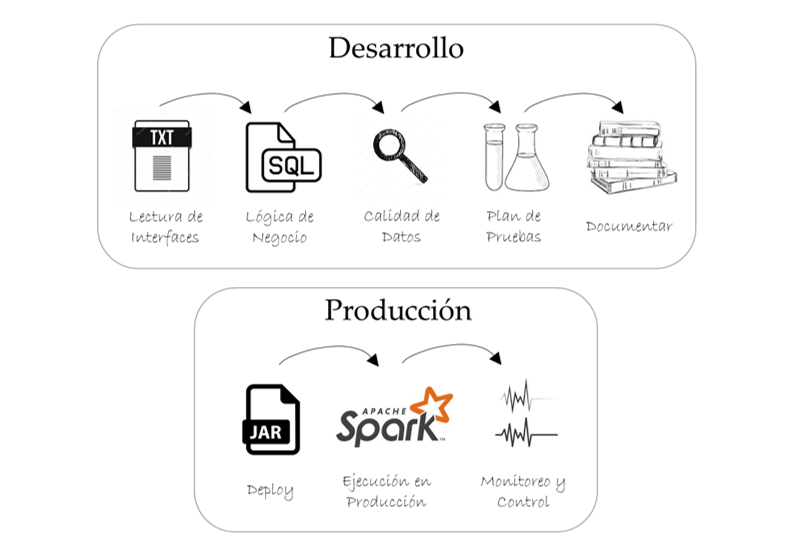 Desarrollo
TXT
SQL
Lectura de
Interfaces
Lógica de
Negocio
Calidad de
Datos
Plan de
Pruebas
Documentar
Producción
JAR
APACHE
Spark™
Deploy
Ejecución en
Producción
Monitoreo y
Control